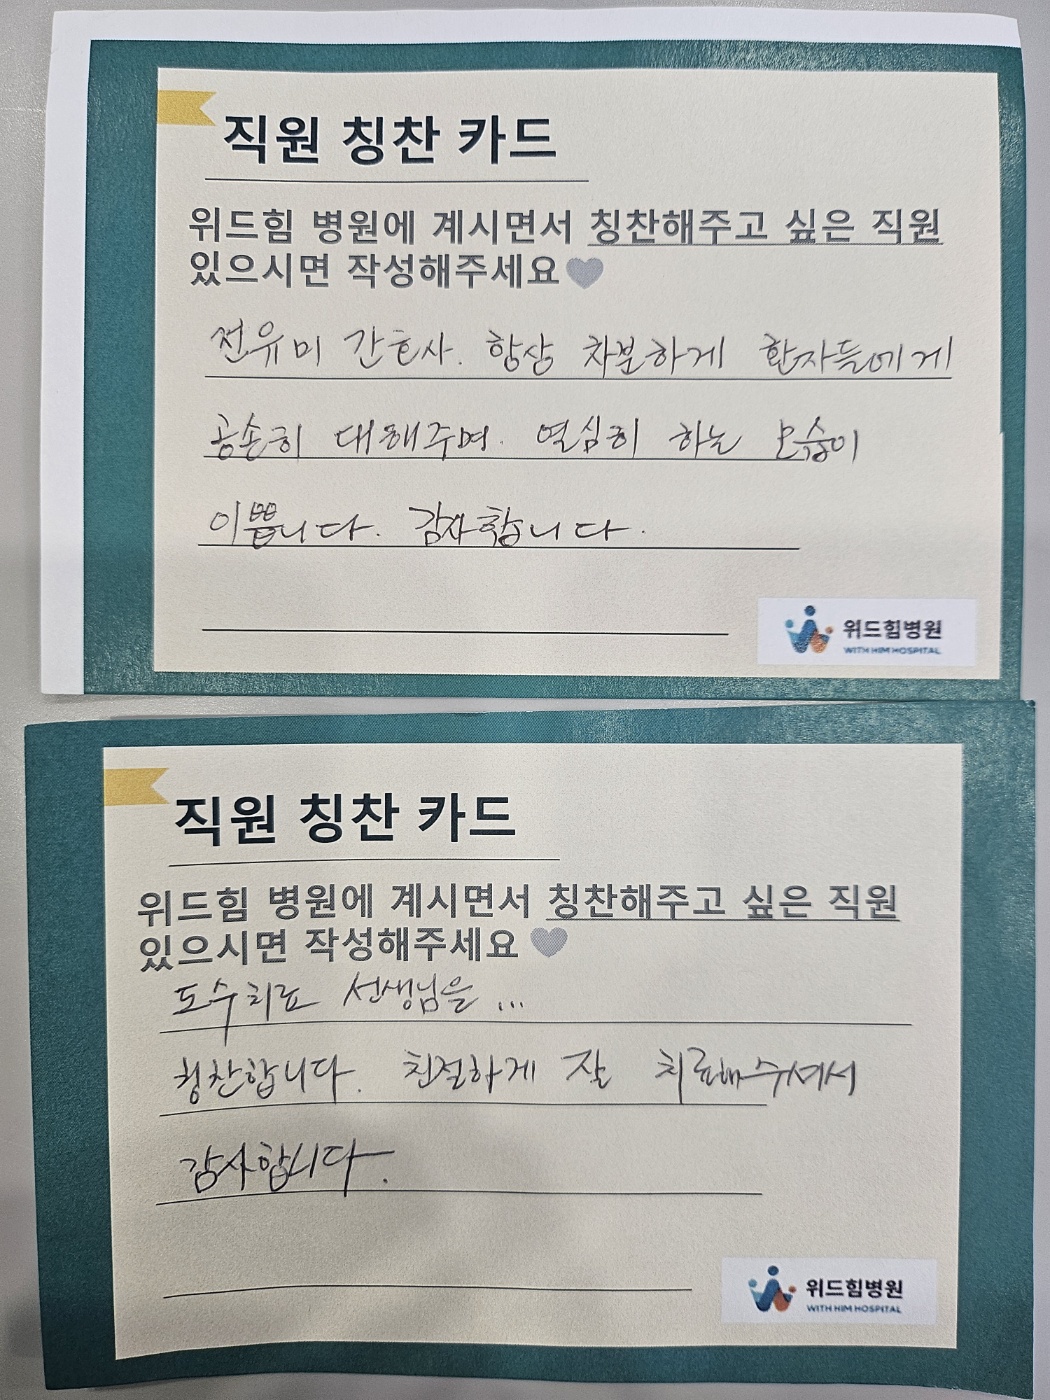 직원 칭찬 카드
위드힘 병원에 계시면서 칭찬해주고 싶은 직원
있으시면 작성해주세요
전유미 간호사. 항상 차분하게 환자들에게
공손히 대해주며. 열심히 하는 모습이
이쁩니다. 감사합니다.
위드힘병원
WITH HIM HOSPITAL
직원 칭찬 카드
위드힘 병원에 계시면서 칭찬해주고 싶은 직원
있으시면 작성해주세요
도수치료 선생님을 ...
칭찬합니다. 친절하게 잘 치료해주셔서
감사합니다.
위드힘병원
WITH HIM HOSPITAL